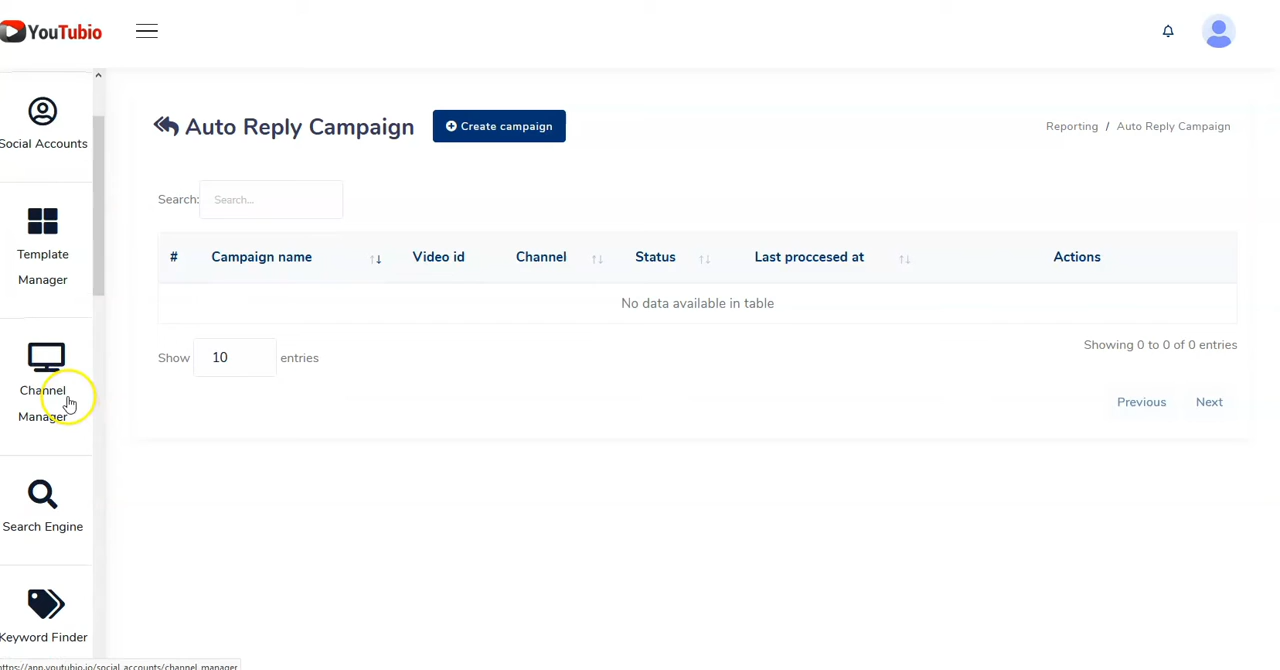 YouTubio
Social Accounts
Template
Manager
Channel
Manager
Search Engine
Keyword Finder
Auto Reply Campaign
Create campaign
Reporting / Auto Reply Campaign
Search: Search...
# Campaign name Video id Channel Status Last proccesed at Actions
No data available in table
Show 10 entries
Showing 0 to 0 of 0 entries
Previous Next
https://app.youtubio.io/social_accounts/channel_manager